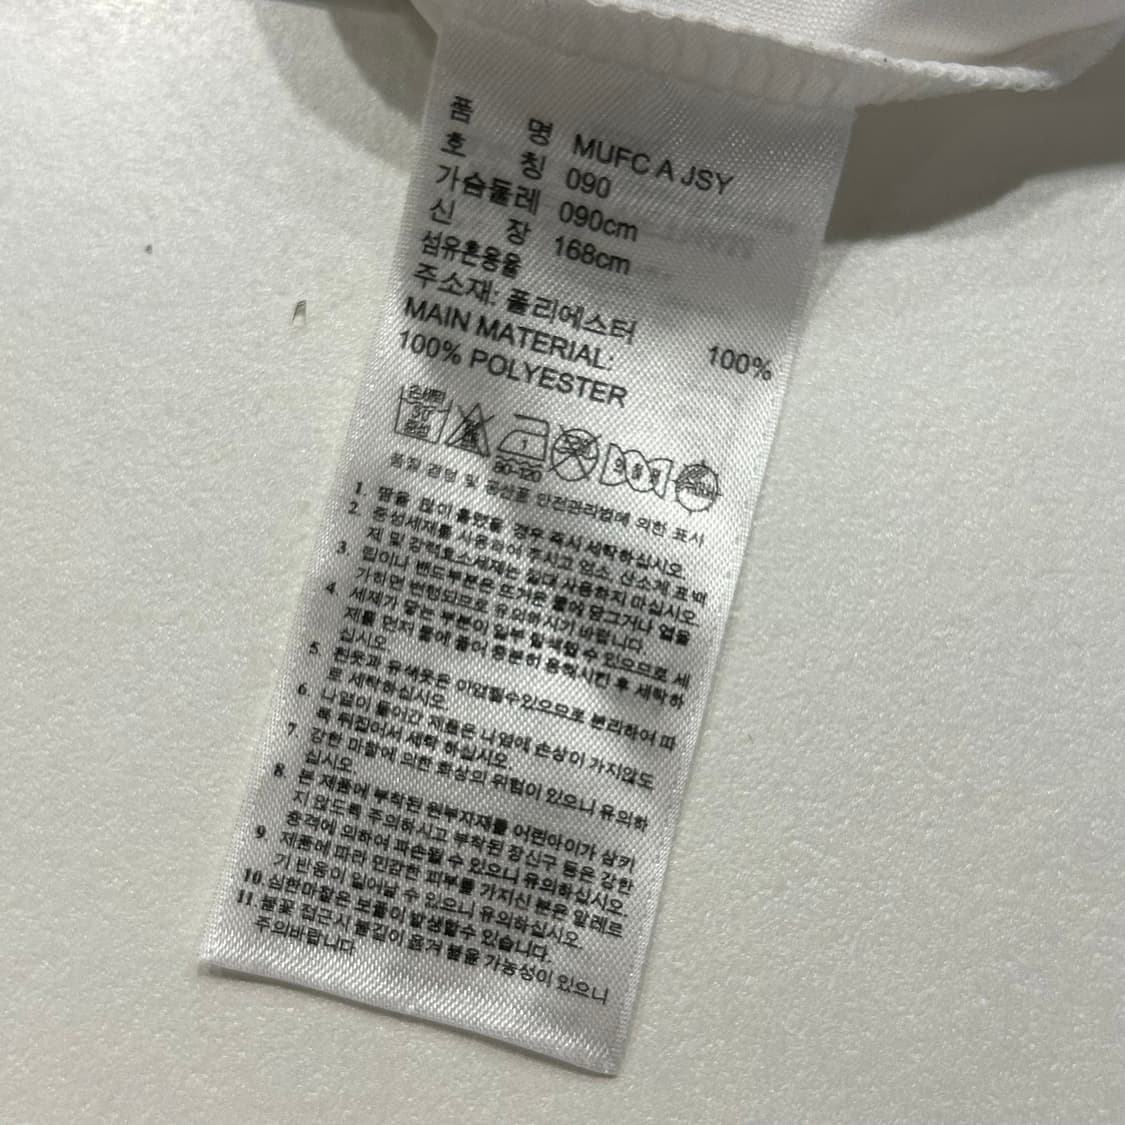 품 명 MUFC A JSY
호 칭 090
가슴둘레 090cm
신 장 168cm
섬유혼용율
주소재: 폴리에스터 100%
MAIN MATERIAL:
100% POLYESTER
80-120
품질 경영 및 공산품 안전관리법에 의한 표시
1. 땀을 많이 흘렸을 경우 즉시 세탁하십시오.
2. 중성세제를 사용하여 주시고 염소, 산소계 표백
제 및 강력효소세제는 절대 사용하지 마십시오.
3. 립이나 밴드부분은 뜨거운 물에 담그거나 열을
가하면 변형되므로 유의하시기 바랍니다.
4. 세제가 닿는 부분이 일부 탈색될 수 있으므로 세
제를 먼저 물에 풀어 충분히 용해시킨 후 세탁하
십시오.
5. 흰옷과 유색옷은 이염될수있으므로 분리하여 따
로 세탁하십시오.
6. 나염이 들어간 제품은 나염에 손상이 가지않도
록 뒤집어서 세탁 하십시오.
7. 강한 마찰에 의한 화상의 위험이 있으니 유의하
십시오.
8. 본 제품에 부착된 원부자재를 어린아이가 삼키
지 않도록 주의하시고 부착된 장신구 등은 강한
충격에 의하여 파손될 수 있으니 유의하십시오.
9. 제품에 따라 민감한 피부를 가지신 분은 알레르
기 반응이 일어날 수 있으니 유의하십시오.
10. 심한마찰은 보풀이 발생할수 있습니다.
11. 불꽃 접근시 불길이 옮겨 붙을 가능성이 있으니
주의바랍니다